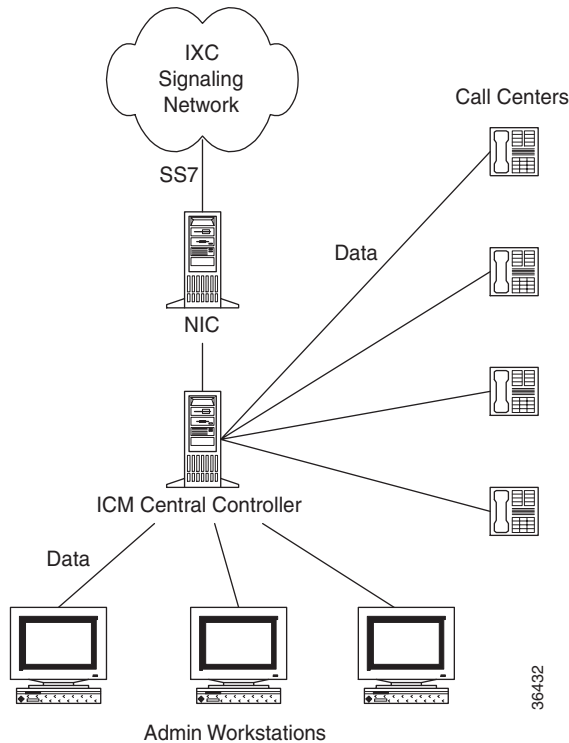 IXC
Signaling
Network
Call Centers
SS7
Data
NIC
ICM Central Controller
Data
36432
Admin Workstations